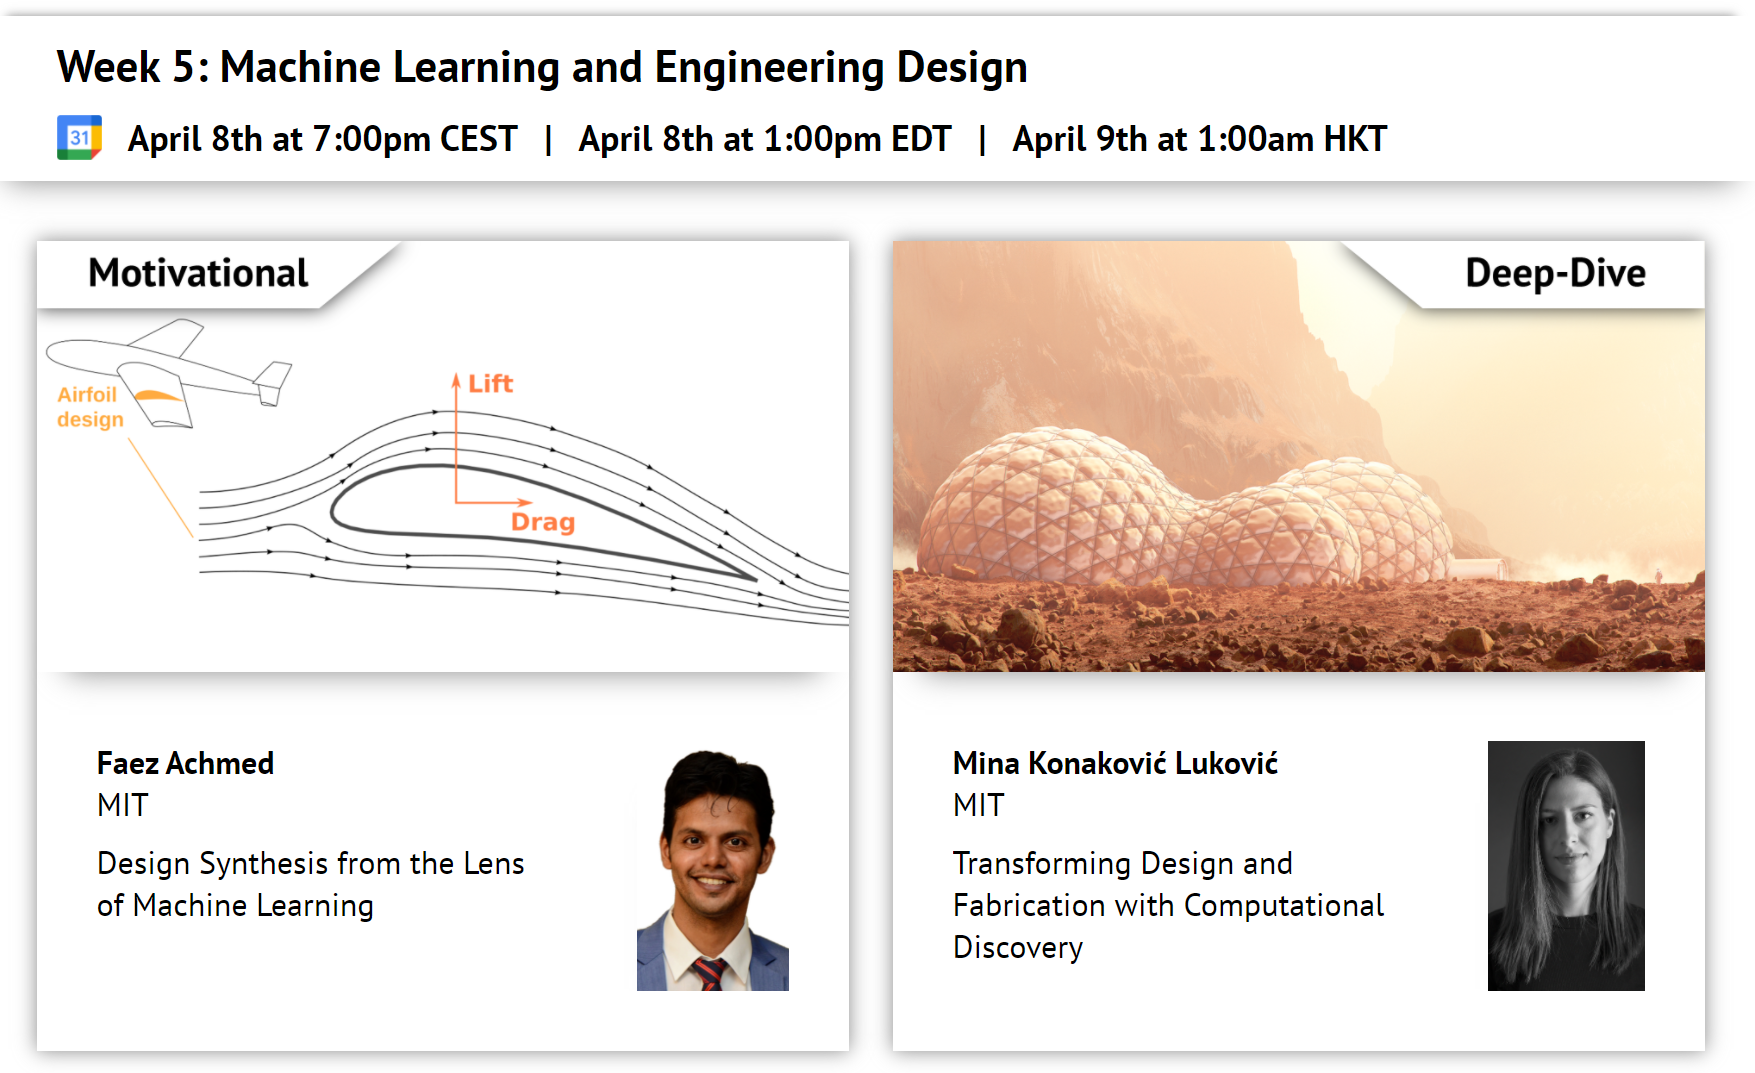 Week 5: Machine Learning and Engineering Design
31 April 8th at 7:00pm CEST | April 8th at 1:00pm EDT | April 9th at 1:00am HKT
Motivational
Airfoil
design
Lift
Drag
Faez Achmed
MIT
Design Synthesis from the Lens
of Machine Learning
Deep-Dive
Mina Konaković Luković
MIT
Transforming Design and
Fabrication with Computational
Discovery